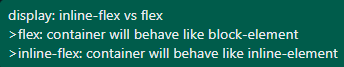 display: inline-flex vs flex
>flex: container will behave like block-element
>inline-flex: container will behave like inline-element